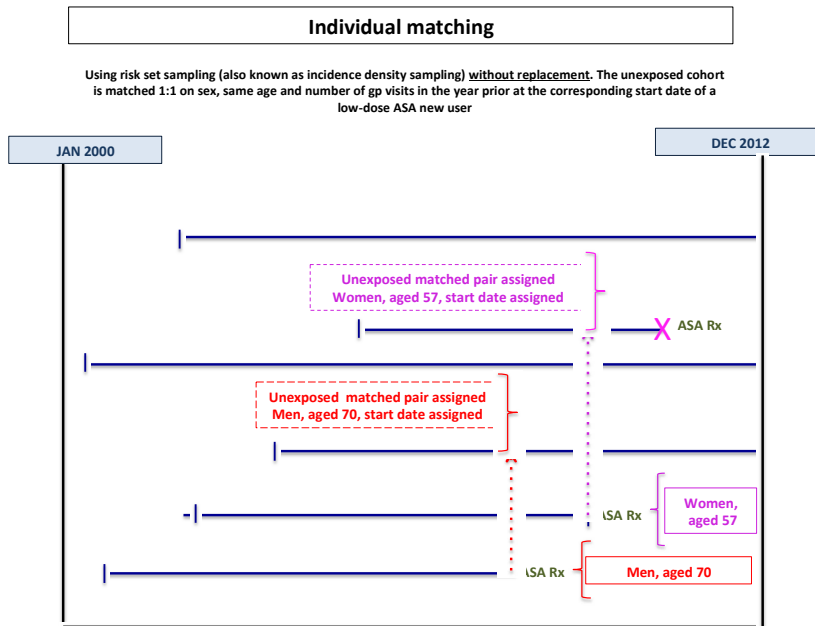 Individual matching
Using risk set sampling (also known as incidence density sampling) without replacement. The unexposed cohort
is matched 1:1 on sex, same age and number of gp visits in the year prior at the corresponding start date of a
low-dose ASA new user
JAN 2000
DEC 2012
Unexposed matched pair assigned
Women, aged 57, start date assigned
ASA Rx
Unexposed matched pair assigned
Men, aged 70, start date assigned
ASA Rx
Women,
aged 57
ASA Rx
Men, aged 70